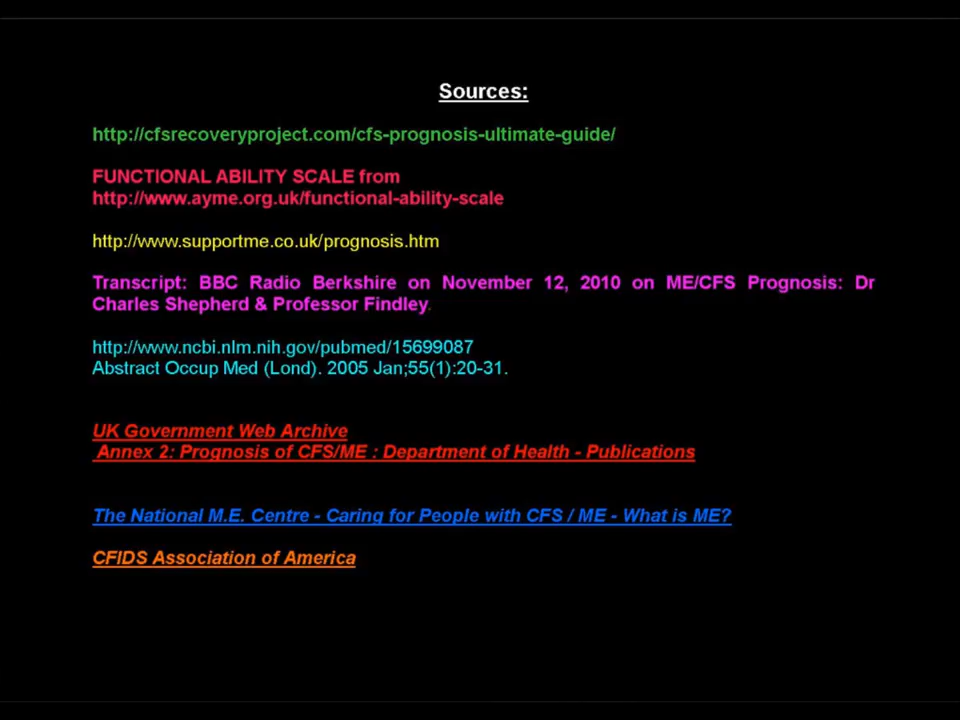 Sources:
http://cfsrecoveryproject.com/cfs-prognosis-ultimate-guide/
FUNCTIONAL ABILITY SCALE from
http://www.ayme.org.uk/functional-ability-scale
http://www.supportme.co.uk/prognosis.htm
Transcript: BBC Radio Berkshire on November 12, 2010 on ME/CFS Prognosis: Dr
Charles Shepherd & Professor Findley.
http://www.ncbi.nlm.nih.gov/pubmed/15699087
Abstract Occup Med (Lond). 2005 Jan;55(1):20-31.
UK Government Web Archive
Annex 2: Prognosis of CFS/ME : Department of Health - Publications
The National M.E. Centre - Caring for People with CFS / ME - What is ME?
CFIDS Association of America